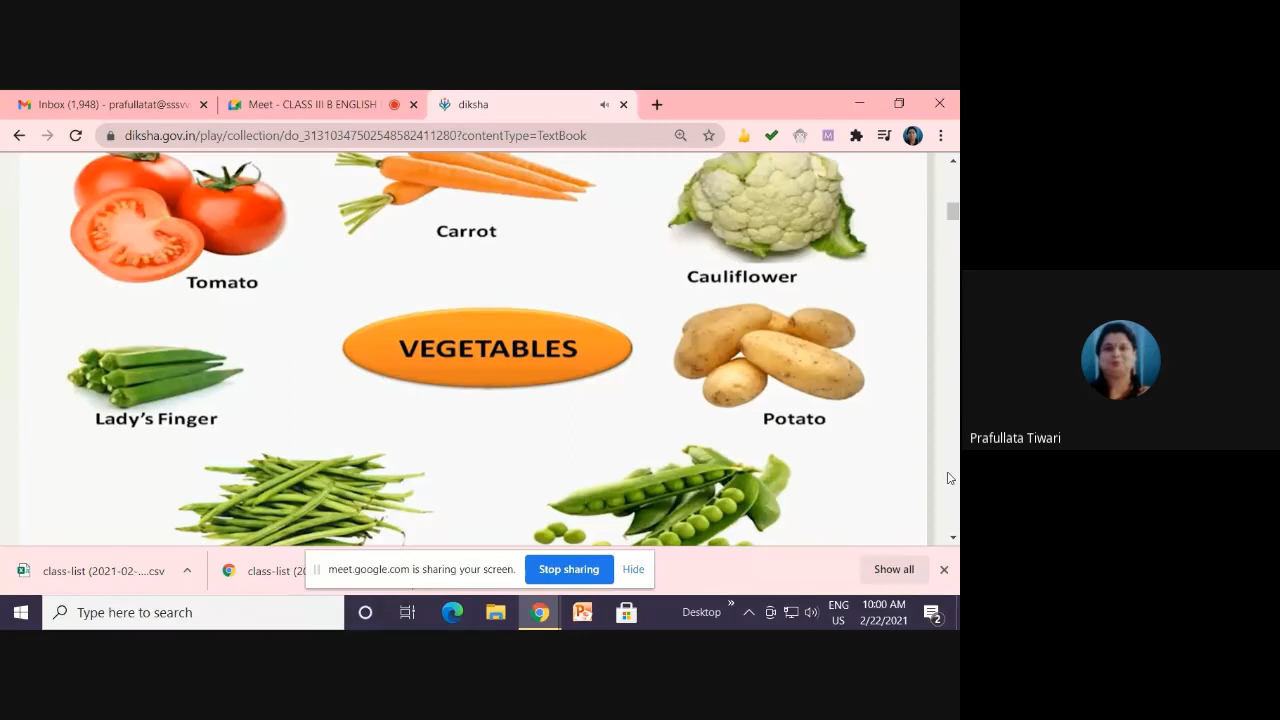 Inbox (1,948) - prafullatat@sssvv
Meet - CLASS III B ENGLISH
diksha
diksha.gov.in/play/collection/do_31310347502548582411280?contentType=TextBook
Carrot
Tomato
Cauliflower
VEGETABLES
Lady's Finger
Potato
Prafullata Tiwari
class-list (2021-02-....csv
class-list (20
meet.google.com is sharing your screen.
Stop sharing
Hide
Show all
Type here to search
Desktop
ENG
US
10:00 AM
2/22/2021
2